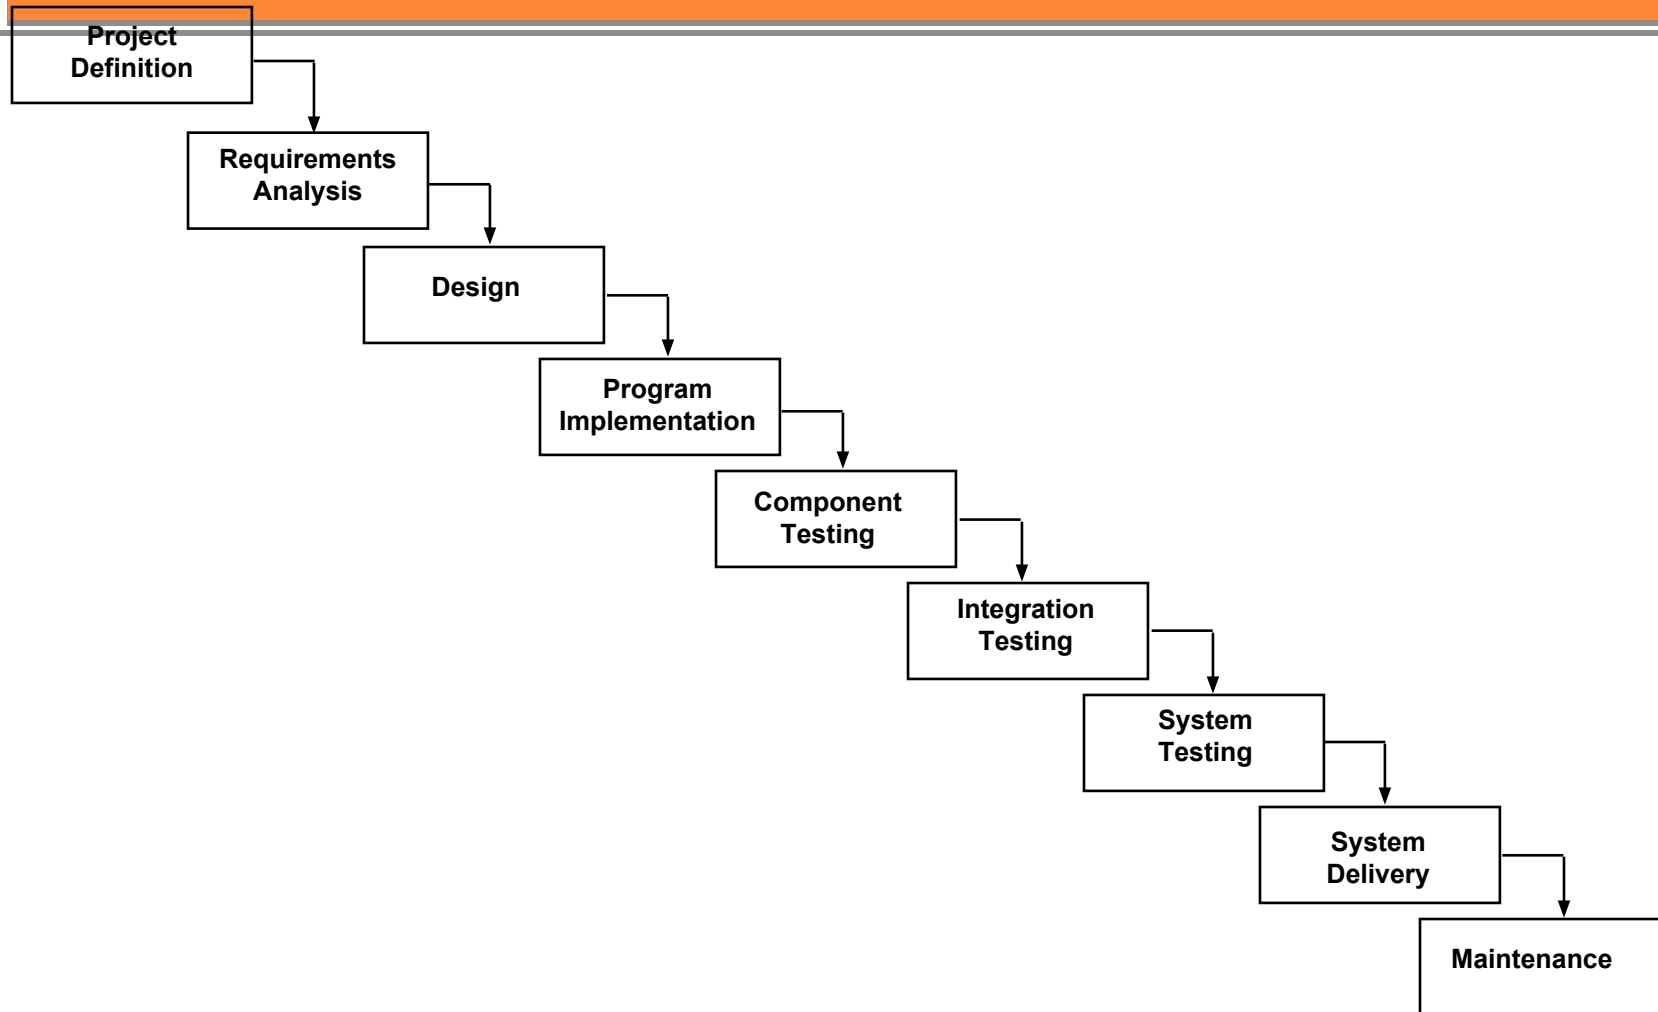 Project
Definition
Requirements
Analysis
Design
Program
Implementation
Component
Testing
Integration
Testing
System
Testing
System
Delivery
Maintenance